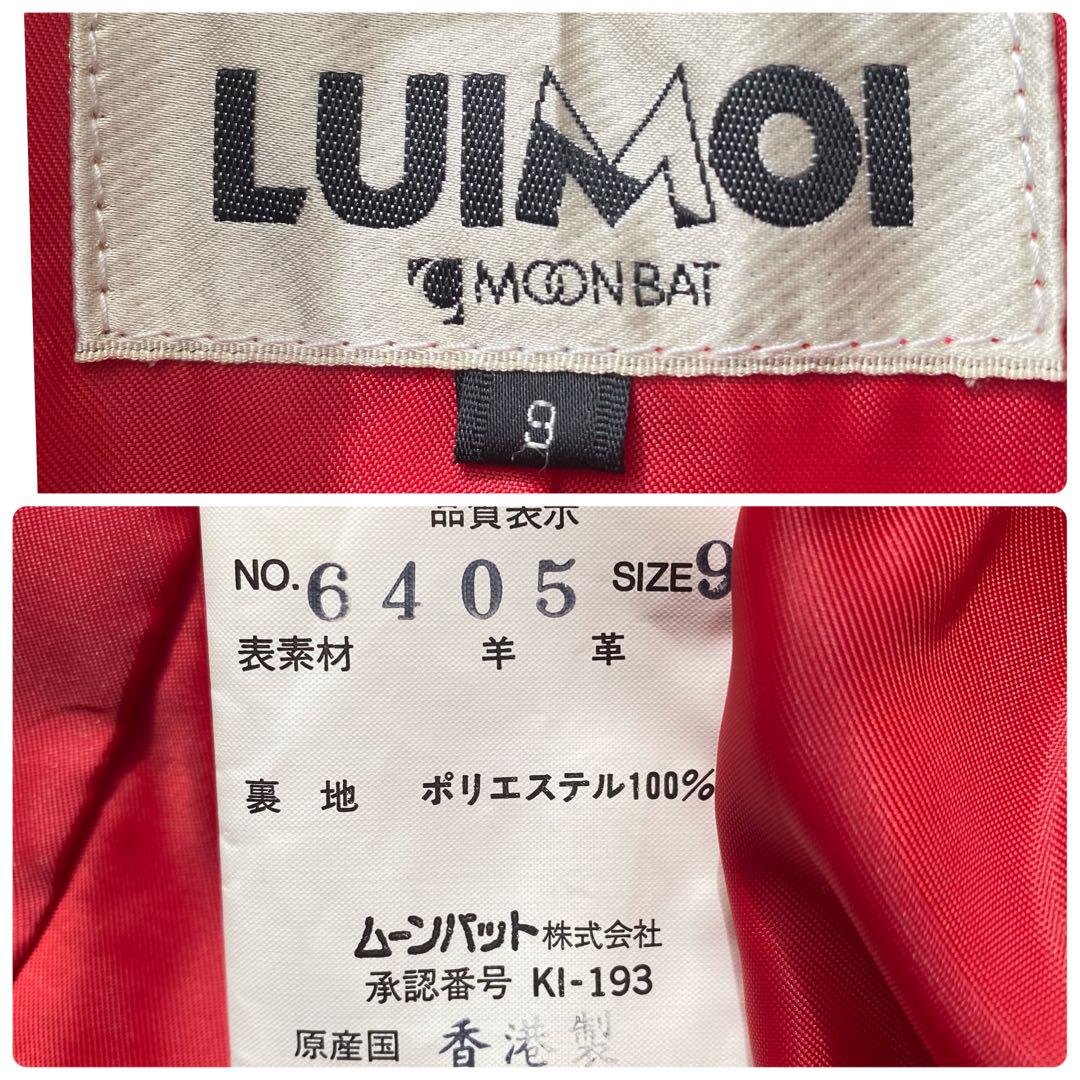 LUIMOI
MOONBAT
9
品質表示
NO. 6405 SIZE 9
表素材 羊革
裏地 ポリエステル100%
ムーンバット株式会社
承認番号 KI-193
原産国 香港製